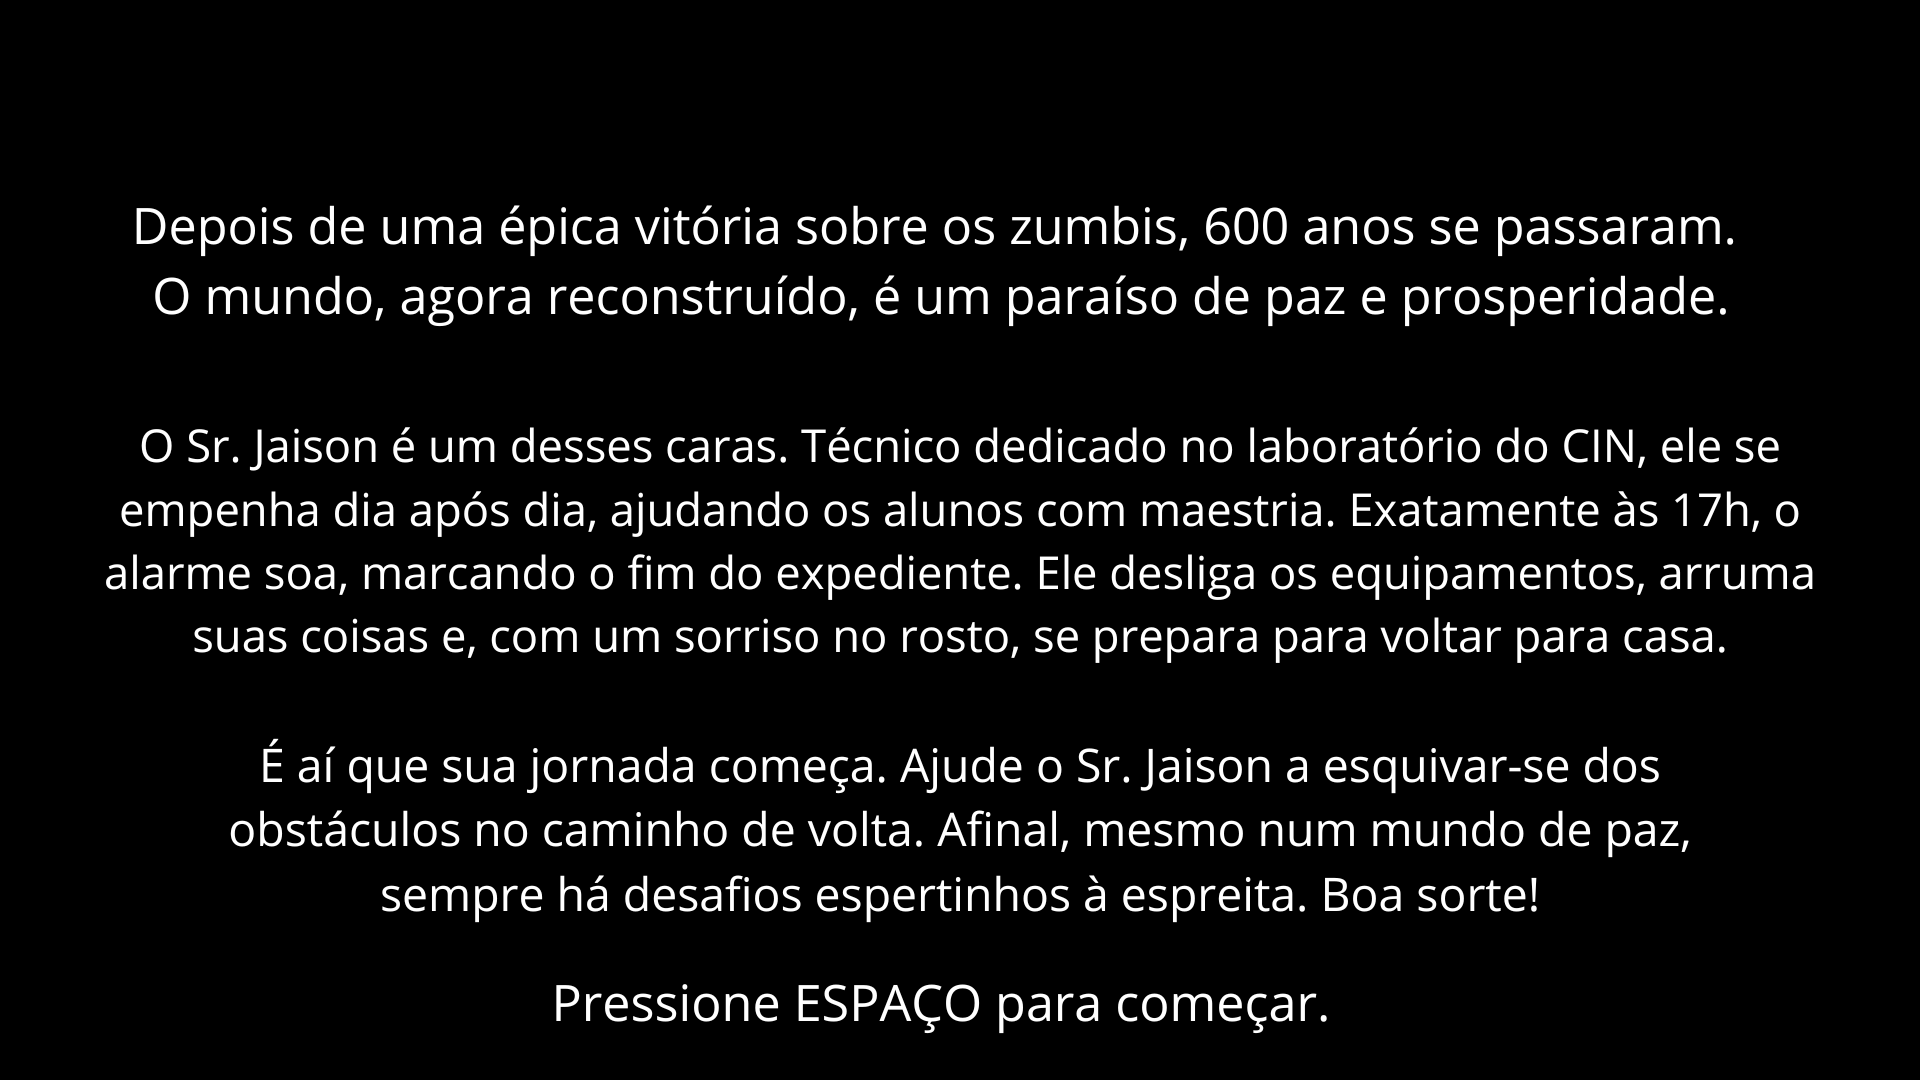 Depois de uma épica vitória sobre os zumbis, 600 anos se passaram.
O mundo, agora reconstruído, é um paraíso de paz e prosperidade.
O Sr. Jaison é um desses caras. Técnico dedicado no laboratório do CIN, ele se
empenha dia após dia, ajudando os alunos com maestria. Exatamente às 17h, o
alarme soa, marcando o fim do expediente. Ele desliga os equipamentos, arruma
suas coisas e, com um sorriso no rosto, se prepara para voltar para casa.
É aí que sua jornada começa. Ajude o Sr. Jaison a esquivar-se dos
obstáculos no caminho de volta. Afinal, mesmo num mundo de paz,
sempre há desafios espertinhos à espreita. Boa sorte!
Pressione ESPAÇO para começar.